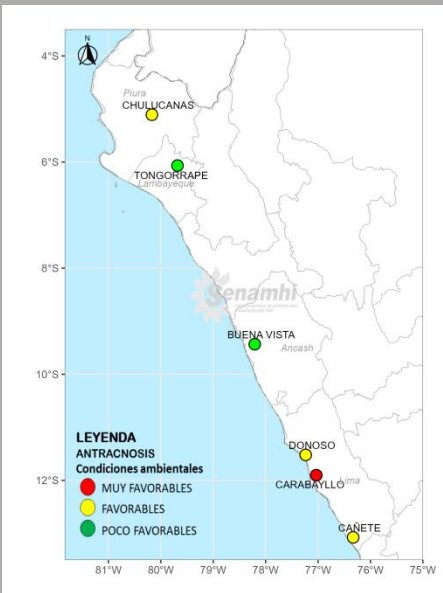 N
4°S
Piura
CHULUCANAS
6°S
TONGORRAPE
Lambayeque
8°S
Senamhi
BUENA VISTA
Ancash
10°S
DONOSO
CARABAYLLO
Lima
12°S
CAÑETE
LEYENDA
ANTRACNOSIS
Condiciones ambientales
MUY FAVORABLES
FAVORABLES
POCO FAVORABLES
81°W 80°W 79°W 78°W 77°W 76°W 75°W